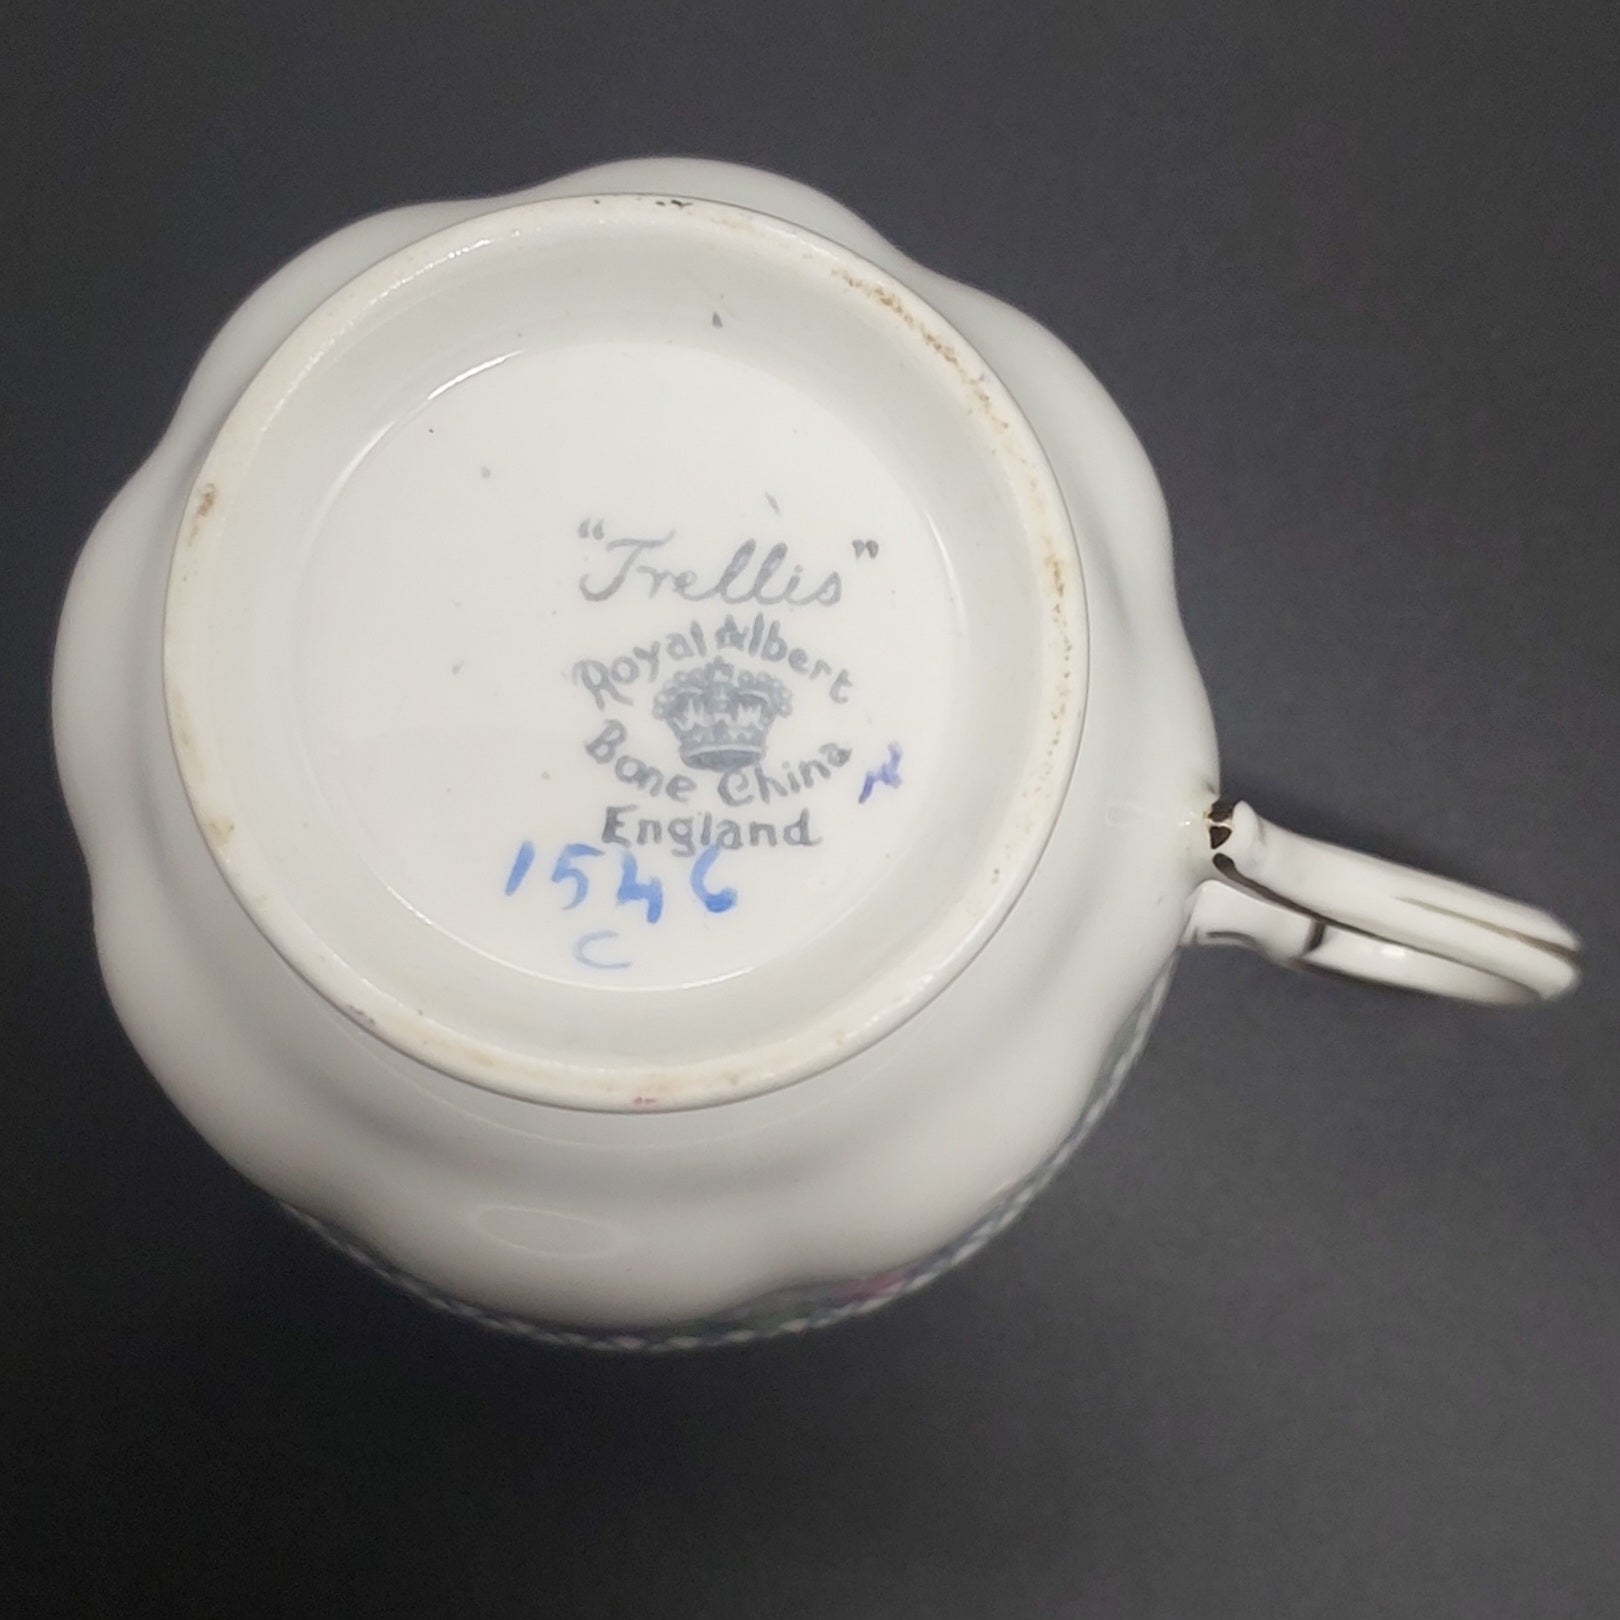 "Trellis"
Royal Albert
Bone China
England
1546
C